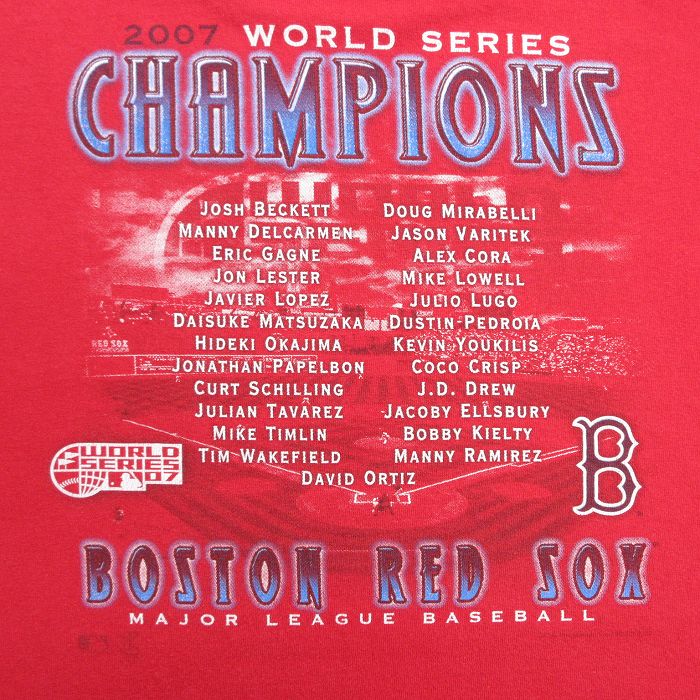 2007 WORLD SERIES
CHAMPIONS
JOSH BECKETT DOUG MIRABELLI
MANNY DELCARMEN JASON VARITEK
ERIC GAGNE ALEX CORA
JON LESTER MIKE LOWELL
JAVIER LOPEZ JULIO LUGO
DAISUKE MATSUZAKA DUSTIN PEDROIA
HIDEKI OKAJIMA KEVIN YOUKILIS
JONATHAN PAPELBON COCO CRISP
CURT SCHILLING J.D. DREW
JULIAN TAVÁREZ JACOBY ELLSBURY
MIKE TIMLIN BOBBY KIELTY
TIM WAKEFIELD MANNY RAMIREZ
DAVID ORTIZ
RED SOX
WORLD
SERIES
07
B
BOSTON RED SOX
MAJOR LEAGUE BASEBALL